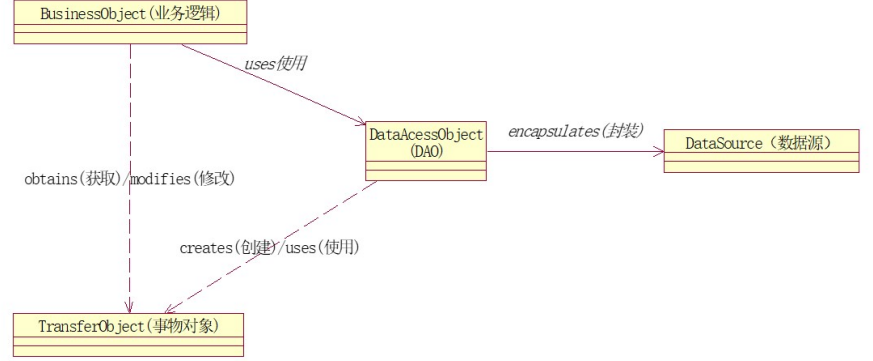 BusinessObject(业务逻辑)
uses使用
DataAcessObject
(DAO)
encapsulates(封装)
DataSource（数据源）
obtains(获取)/modifies(修改)
creates(创建)/uses(使用)
TransferObject(事物对象)